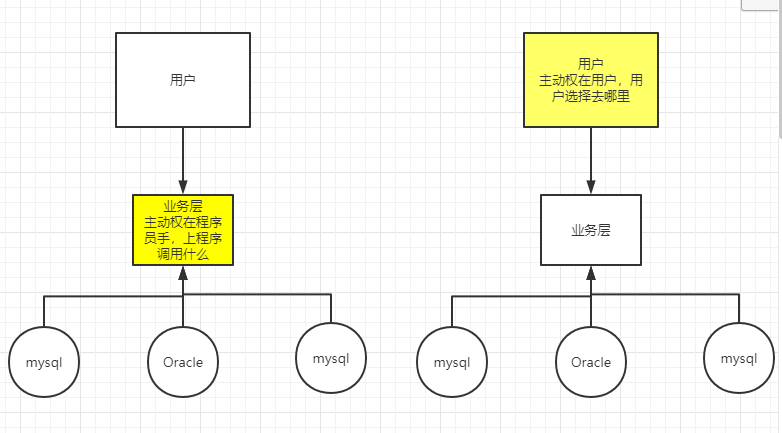 用户
用户
主动权在用户，用
户选择去哪里
业务层
主动权在程序
员手，上程序
调用什么
业务层
mysql
Oracle
mysql
mysql
Oracle
mysql